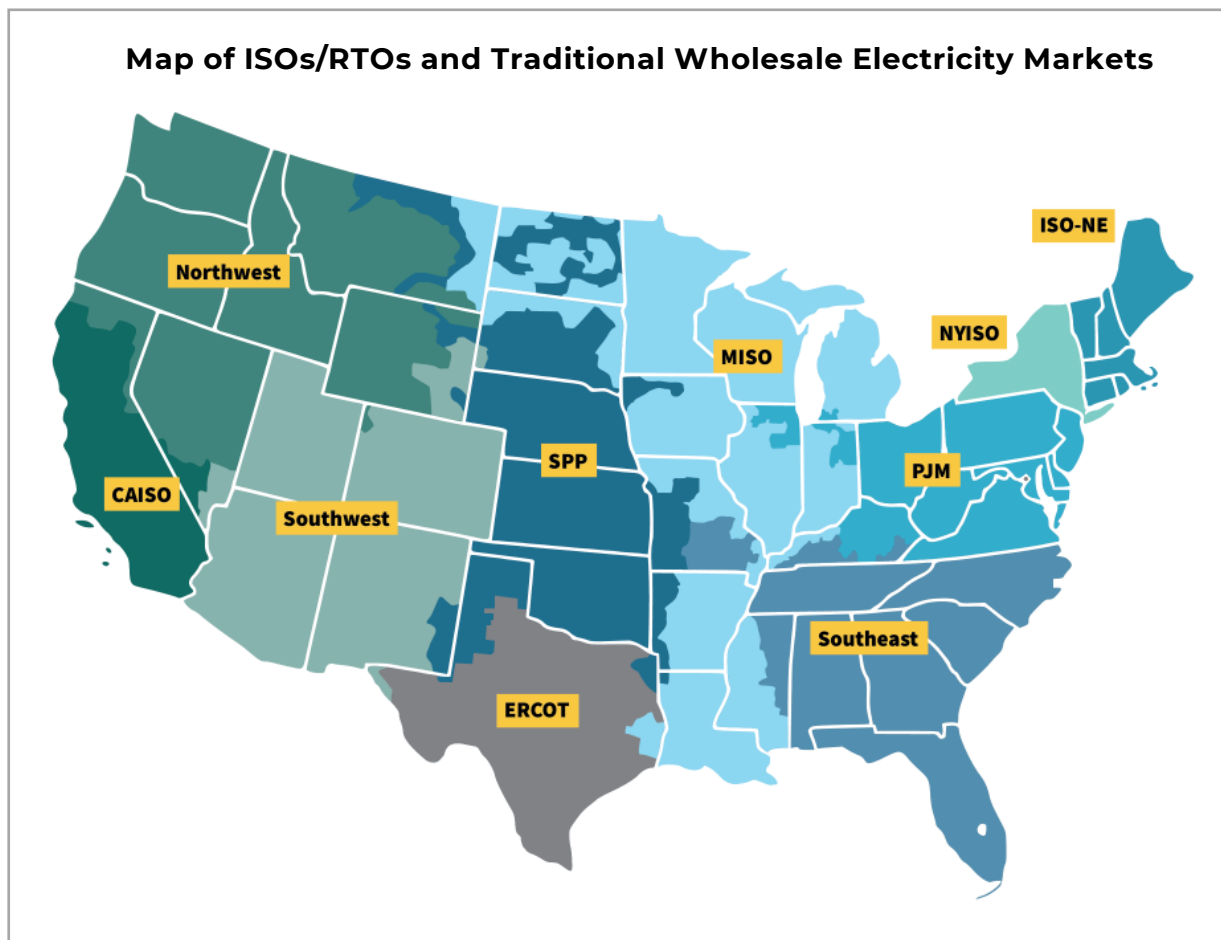 Map of ISOs/RTOs and Traditional Wholesale Electricity Markets
ISO-NE
Northwest
NYISO
MISO
SPP
PJM
CAISO
Southwest
Southeast
ERCOT